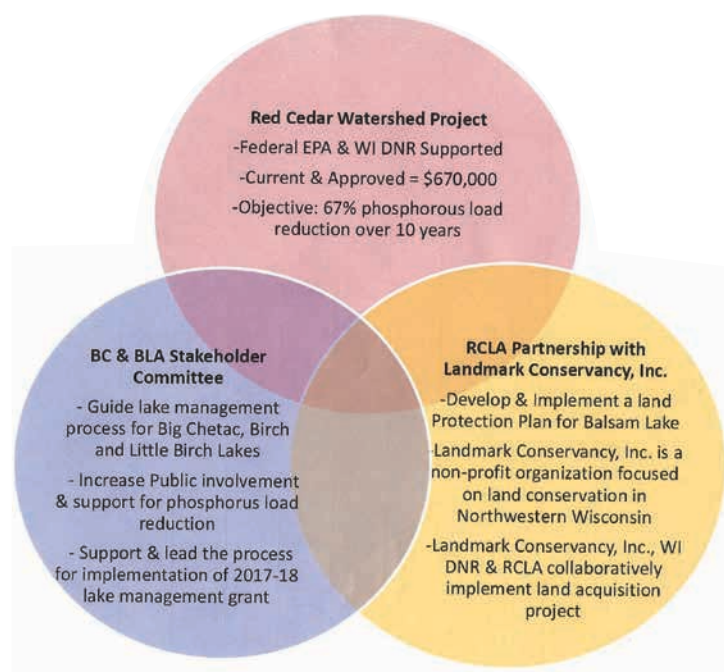 Red Cedar Watershed Project
-Federal EPA & WI DNR Supported
-Current & Approved = $670,000
-Objective: 67% phosphorous load
reduction over 10 years
BC & BLA Stakeholder
Committee
- Guide lake management
process for Big Chetac, Birch
and Little Birch Lakes
- Increase Public involvement
& support for phosphorus load
reduction
- Support & lead the process
for implementation of 2017-18
lake management grant
RCLA Partnership with
Landmark Conservancy, Inc.
-Develop & Implement a land
Protection Plan for Balsam Lake
-Landmark Conservancy, Inc. is a
non-profit organization focused
on land conservation in
Northwestern Wisconsin
-Landmark Conservancy, Inc., WI
DNR & RCLA collaboratively
implement land acquisition
project